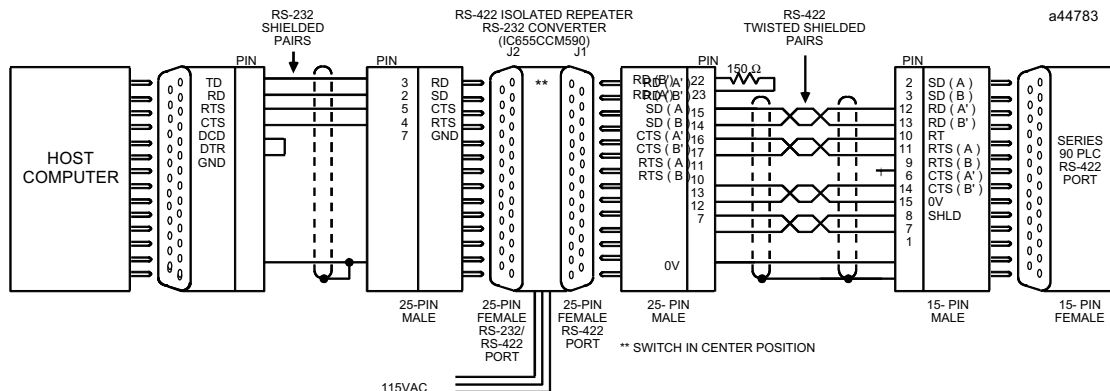 a44783
RS-232
SHIELDED
PAIRS
RS-422 ISOLATED REPEATER
RS-232 CONVERTER
(IC655CCM590)
J2 J1
RS-422
TWISTED SHIELDED
PAIRS
HOST
COMPUTER
PIN
TD
RD
RTS
CTS
DCD
DTR
GND
PIN
3 RD
2 SD
5 CTS
4 RTS
7 GND
**
PIN
RD (B') 22
RD (A')
RD (A') 23
RD (B')
SD (A) 15
SD (B) 14
CTS (A') 16
CTS (B') 17
RTS (A) 11
RTS (B) 10
13
12
7
0V
150 Ω
PIN
2 SD ( A )
3 SD ( B )
12 RD ( A' )
13 RD ( B' )
10 RT
11 RTS ( A )
9 RTS ( B )
6 CTS ( A' )
14 CTS ( B' )
15 0V
8 SHLD
7
1
SERIES
90 PLC
RS-422
PORT
25-PIN
MALE
25-PIN
FEMALE
RS-232/
RS-422
PORT
25-PIN
FEMALE
RS-422
PORT
25- PIN
MALE
15- PIN
MALE
15- PIN
FEMALE
** SWITCH IN CENTER POSITION
115VAC